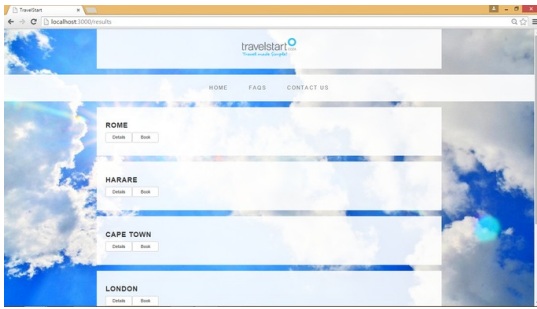 TravelStart
localhost:3000/results
travelstart
Travel made Simple!
HOME FAQS CONTACT US
ROME
Details Book
HARARE
Details Book
CAPE TOWN
Details Book
LONDON
Details Book